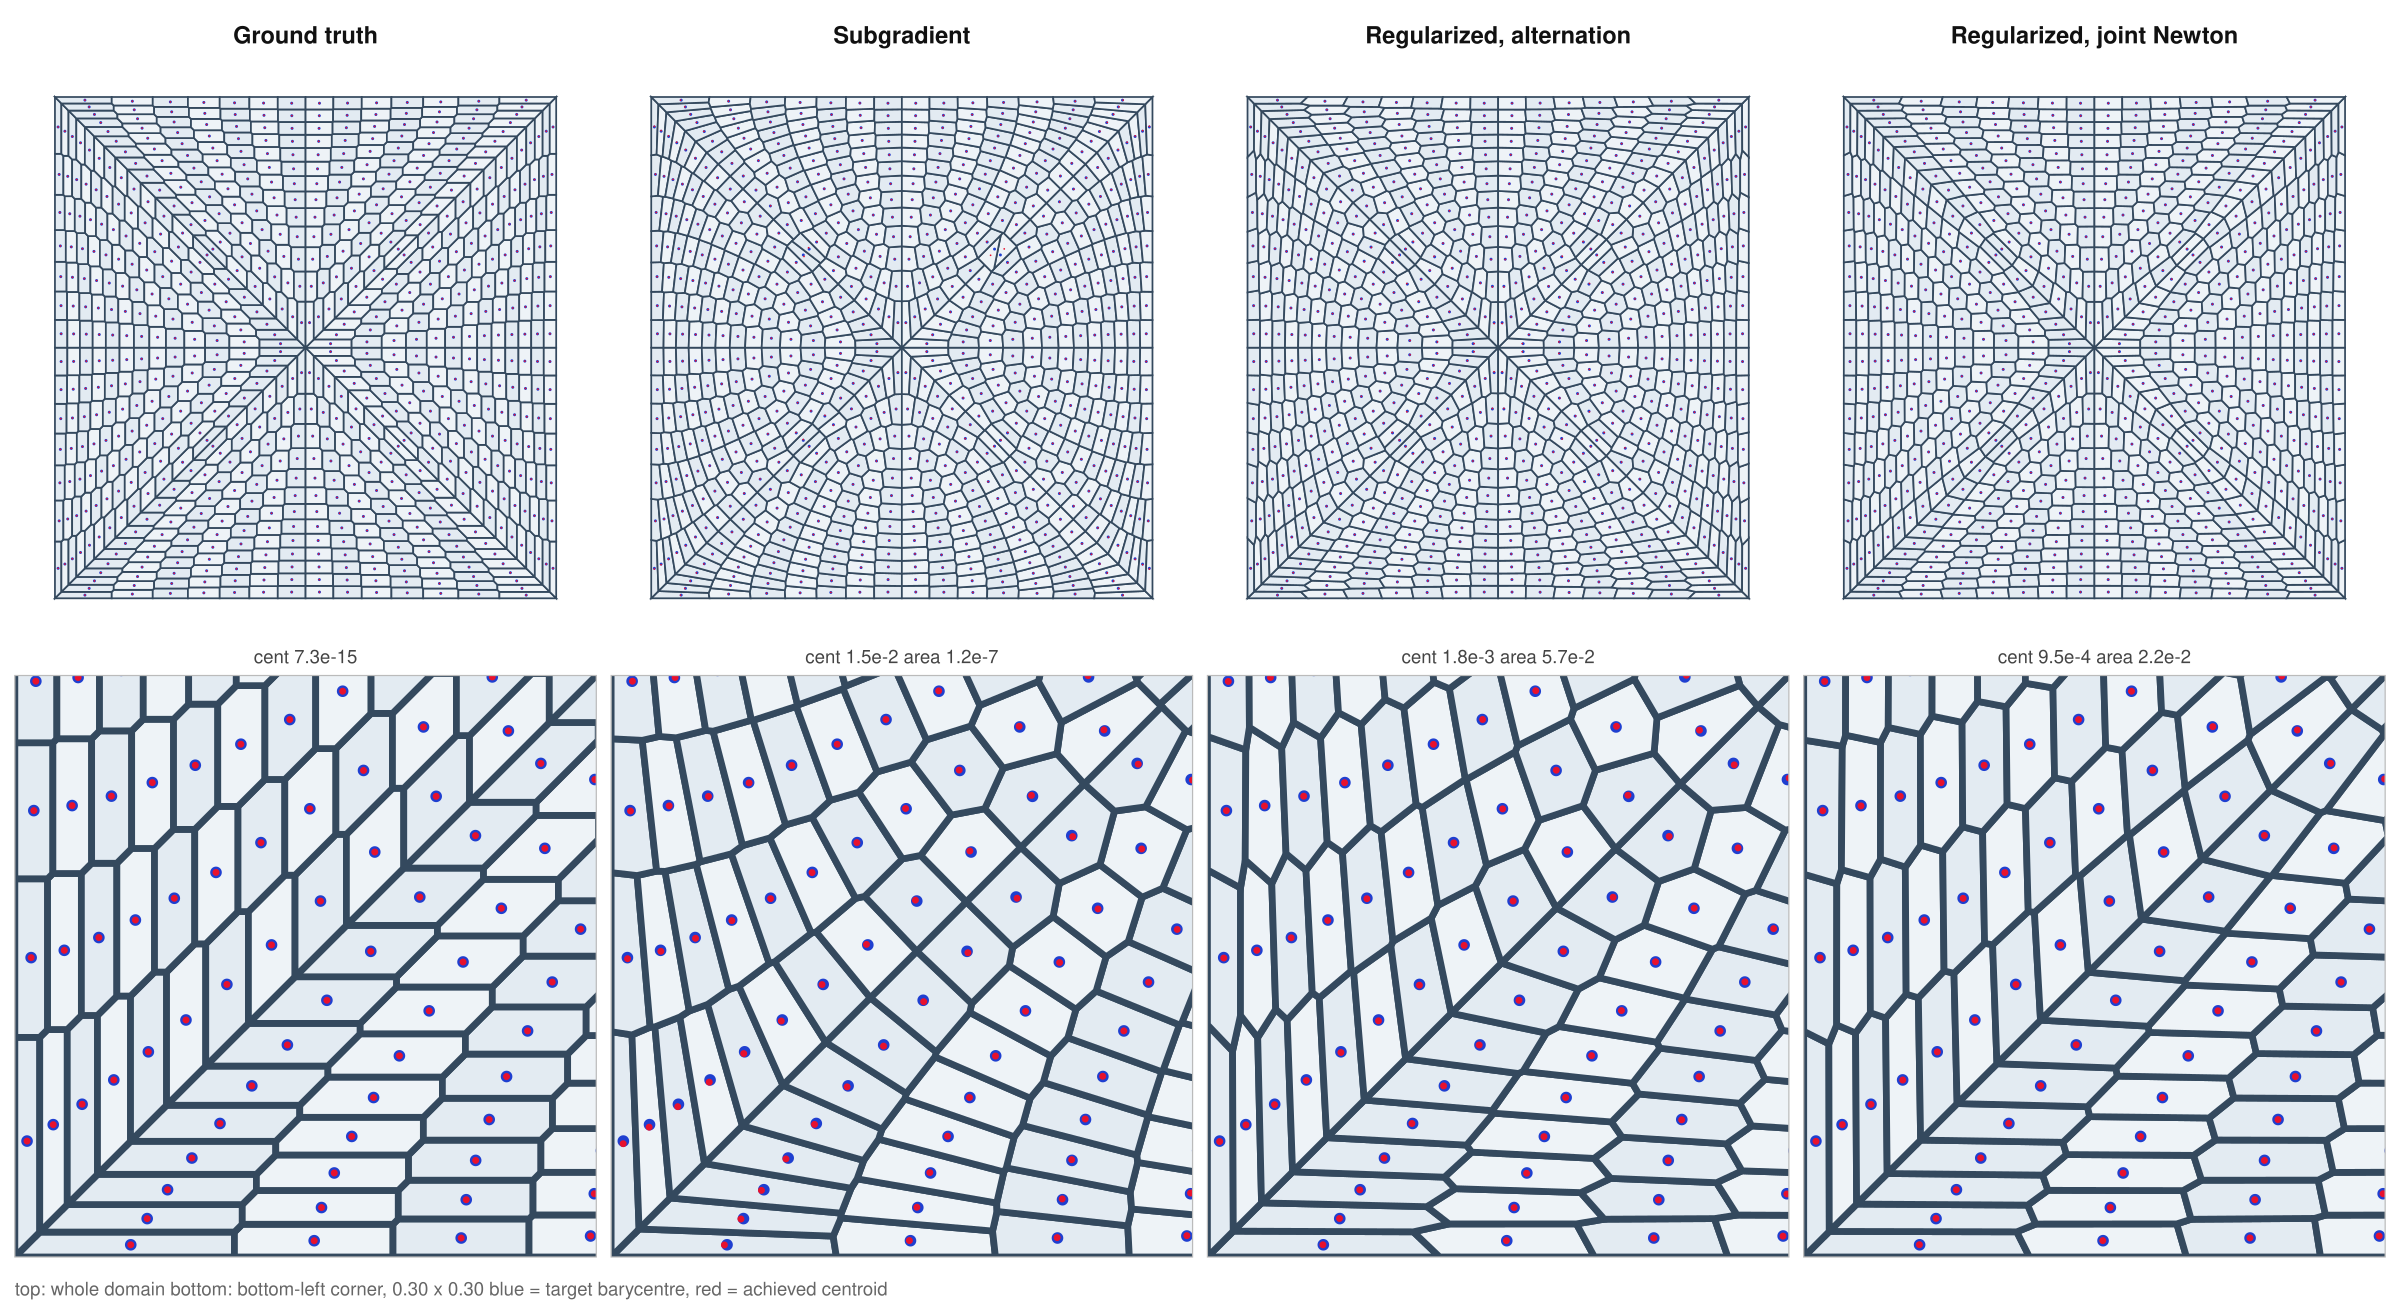 Ground truth
Subgradient
Regularized, alternation
Regularized, joint Newton
cent 7.3e-15
cent 1.5e-2 area 1.2e-7
cent 1.8e-3 area 5.7e-2
cent 9.5e-4 area 2.2e-2
top: whole domain bottom: bottom-left corner, 0.30 x 0.30 blue = target barycentre, red = achieved centroid